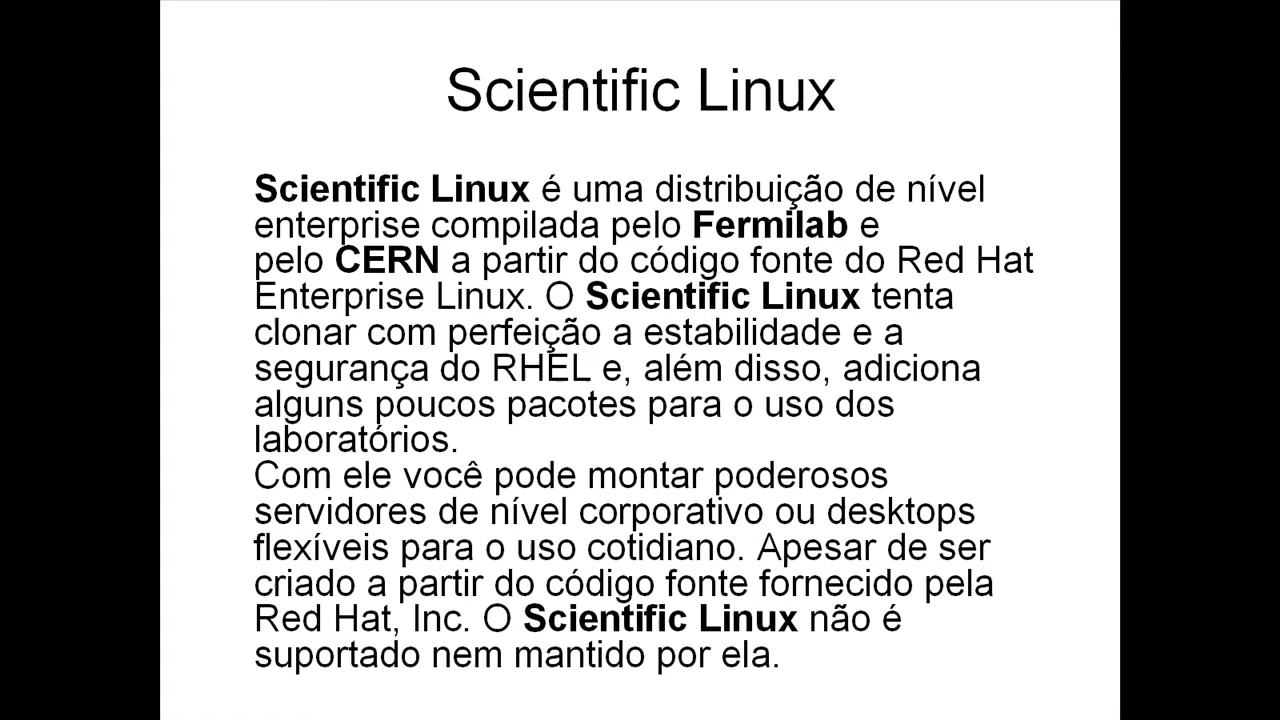 Scientific Linux
Scientific Linux é uma distribuição de nível
enterprise compilada pelo Fermilab e
pelo CERN a partir do código fonte do Red Hat
Enterprise Linux. O Scientific Linux tenta
clonar com perfeição a estabilidade e a
segurança do RHEL e, além disso, adiciona
alguns poucos pacotes para o uso dos
laboratórios.
Com ele você pode montar poderosos
servidores de nível corporativo ou desktops
flexíveis para o uso cotidiano. Apesar de ser
criado a partir do código fonte fornecido pela
Red Hat, Inc. O Scientific Linux não é
suportado nem mantido por ela.